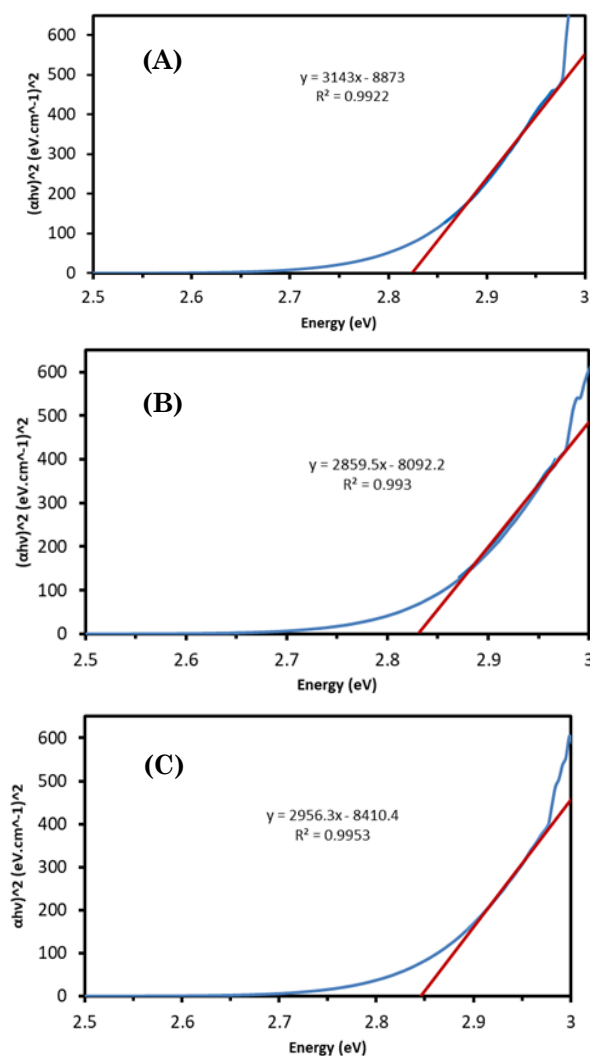 (A)
y = 3143x - 8873
R² = 0.9922
(αhν)^2 (eV.cm^-1)^2
600
500
400
300
200
100
0
2.5 2.6 2.7 2.8 2.9 3
Energy (eV)
(B)
y = 2859.5x - 8092.2
R² = 0.993
(αhν)^2 (eV.cm^-1)^2
600
500
400
300
200
100
0
2.5 2.6 2.7 2.8 2.9 3
Energy (eV)
(C)
y = 2956.3x - 8410.4
R² = 0.9953
αhν)^2 (eV.cm^-1)^2
600
500
400
300
200
100
0
2.5 2.6 2.7 2.8 2.9 3
Energy (eV)